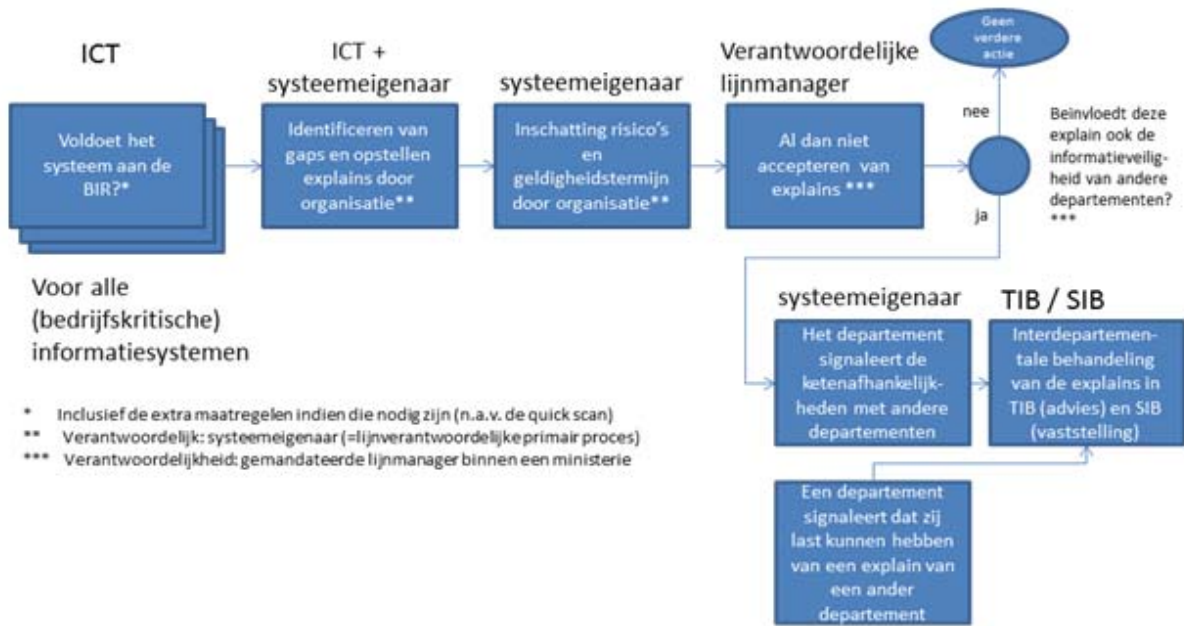 ICT
Voldoet het
systeem aan de
BIR?*
Voor alle
(bedrijfskritische)
informatiesystemen
ICT +
systeemeigenaar
Identificeren van
gaps en opstellen
explains door
organisatie**
systeemeigenaar
Inschatting risico's
en
geldigheidstermijn
door organisatie**
Verantwoordelijke
lijnmanager
Al dan niet
accepteren van
explains ***
Geen
verdere
actie
nee
ja
Beïnvloedt deze
explain ook de
informatieveilig-
heid van andere
departementen?
***
systeemeigenaar
Het departement
signaleert de
ketenafhankelijk-
heden met andere
departementen
TIB / SIB
Interdepartemen-
tale behandeling
van de explains in
TIB (advies) en SIB
(vaststelling)
Een departement
signaleert dat zij
last kunnen hebben
van een explain van
een ander
departement
* Inclusief de extra maatregelen indien die nodig zijn (n.a.v. de quick scan)
** Verantwoordelijk: systeemeigenaar (=lijnverantwoordelijke primair proces)
*** Verantwoordelijkheid: gemandateerde lijnmanager binnen een ministerie